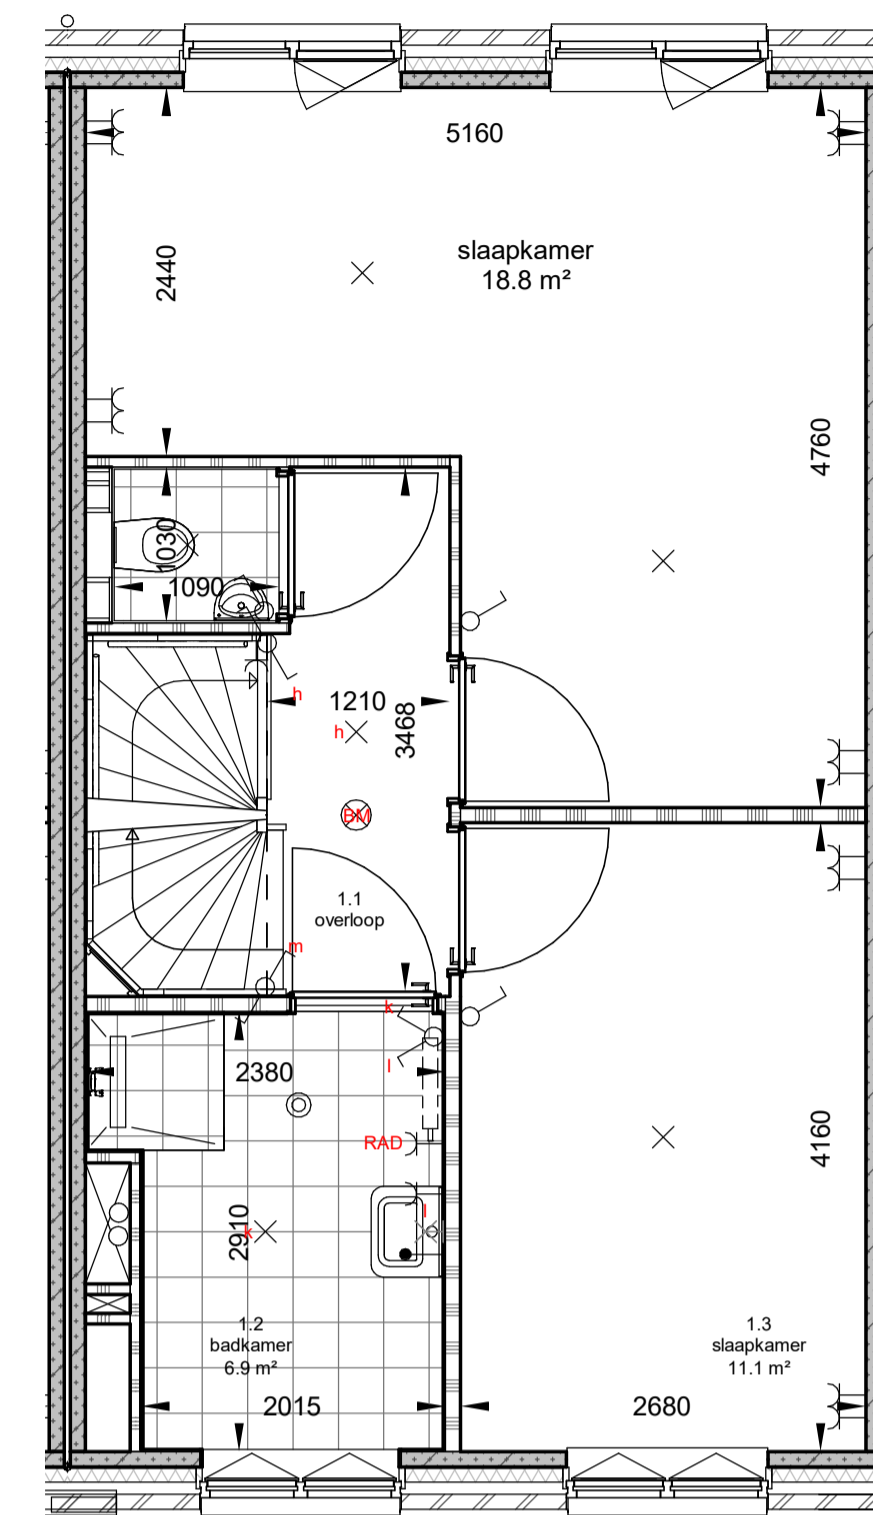 5160
slaapkamer
18.8 m²
2440
4760
1030
1090
h
1210
h
3468
BM
1.1
overloop
m
k
2380
l
RAD
4160
l
2910
k
1.2
badkamer
6.9 m²
1.3
slaapkamer
11.1 m²
2015
2680